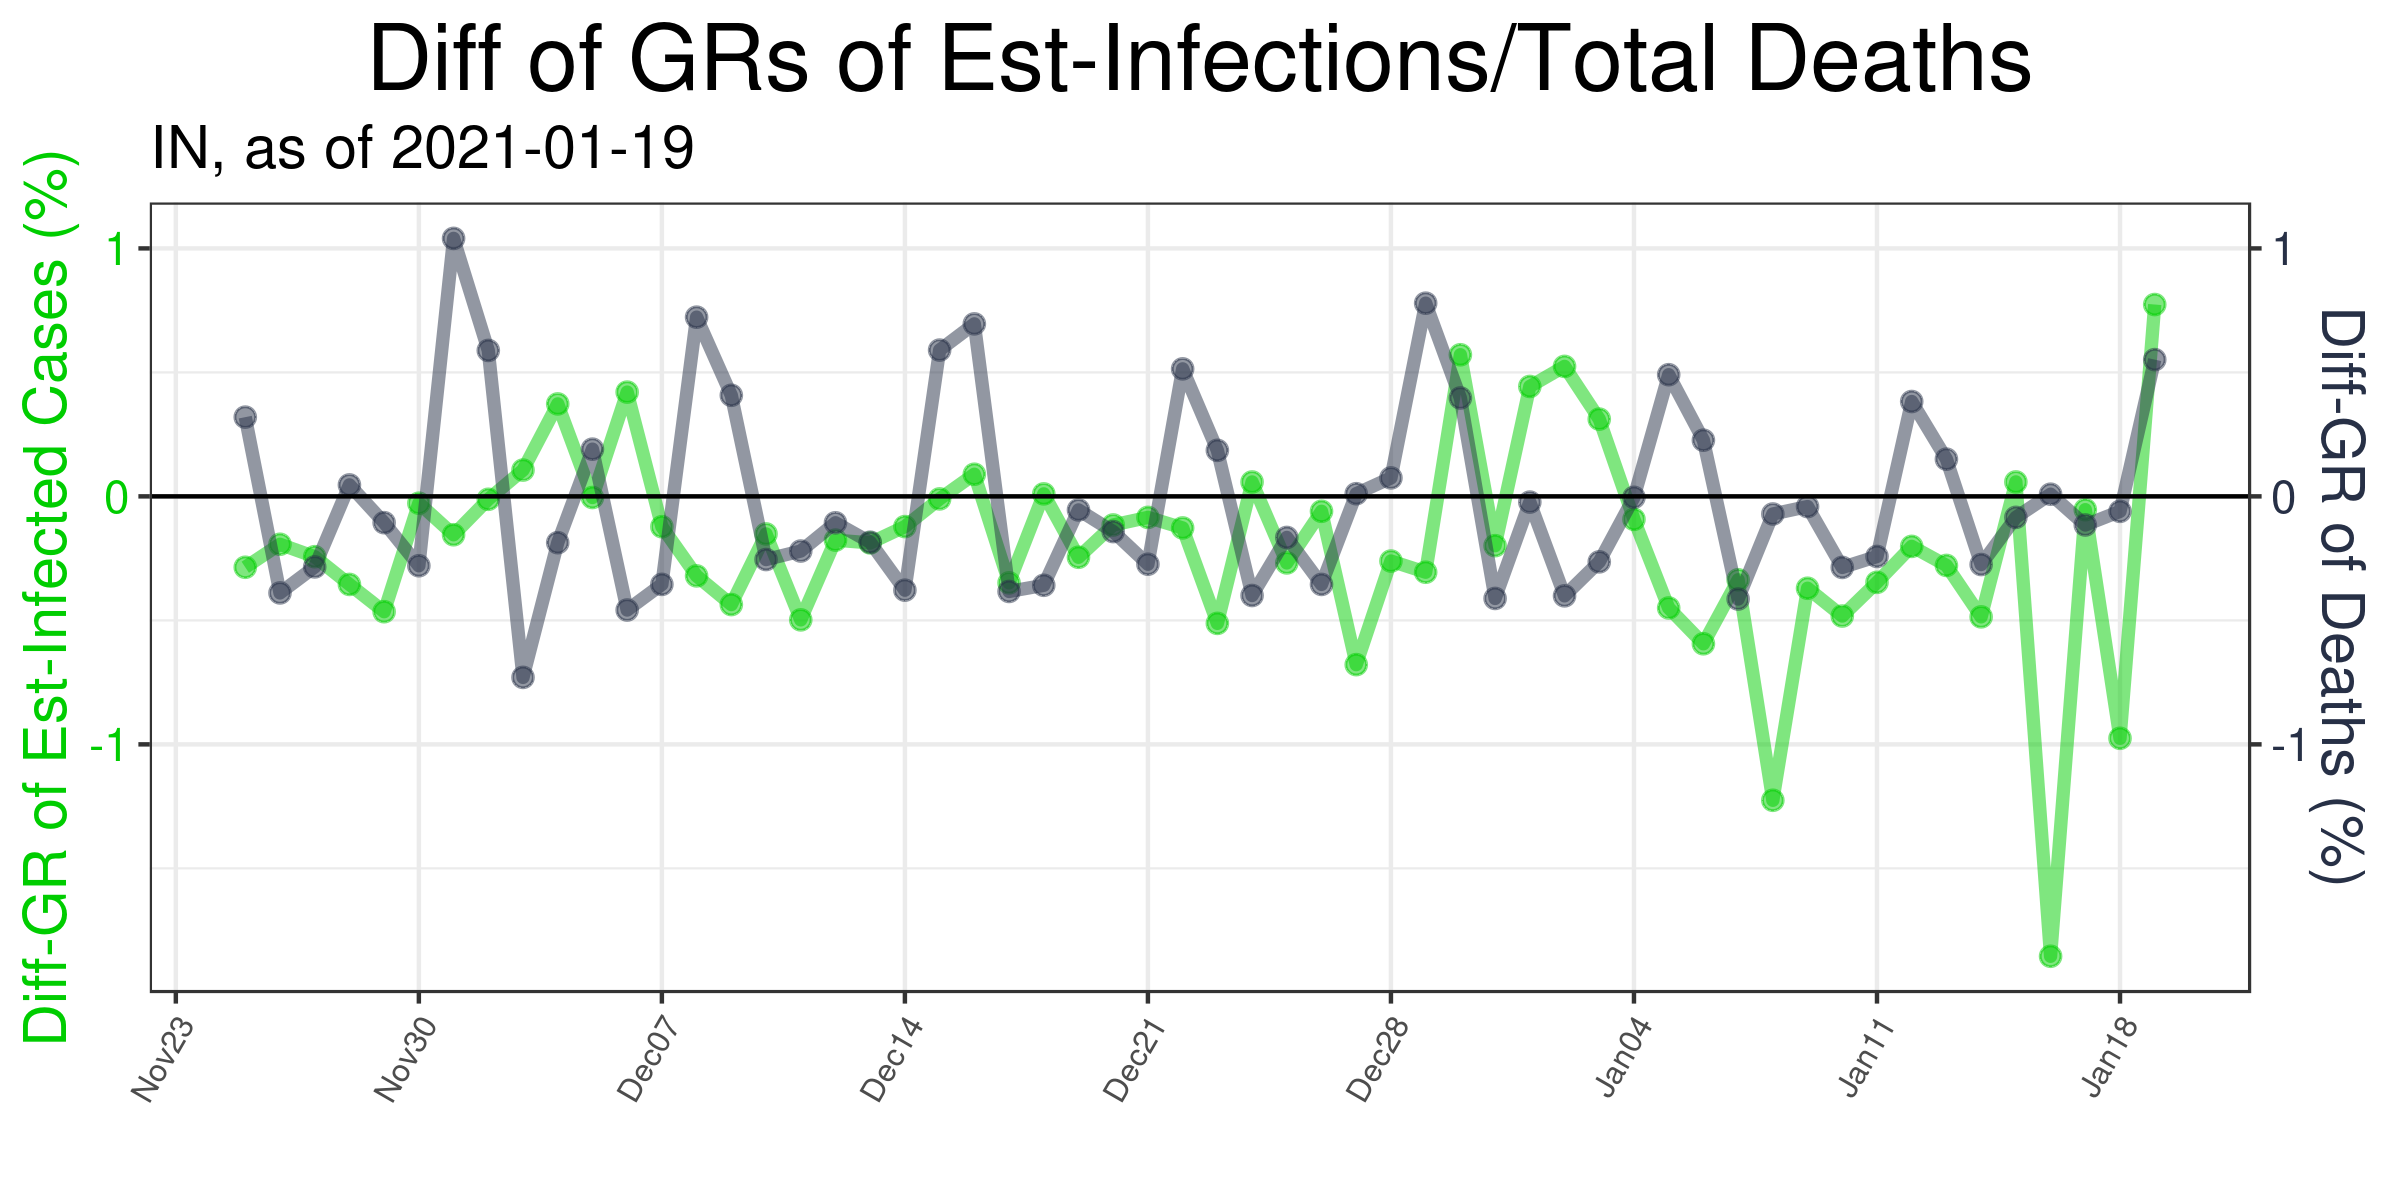 Diff of GRs of Est-Infections/Total Deaths
IN, as of 2021-01-19
Diff-GR of Est-Infected Cases (%)
1
0
-1
1
0
-1
Diff-GR of Deaths (%)
Nov23
Nov30
Dec07
Dec14
Dec21
Dec28
Jan04
Jan11
Jan18